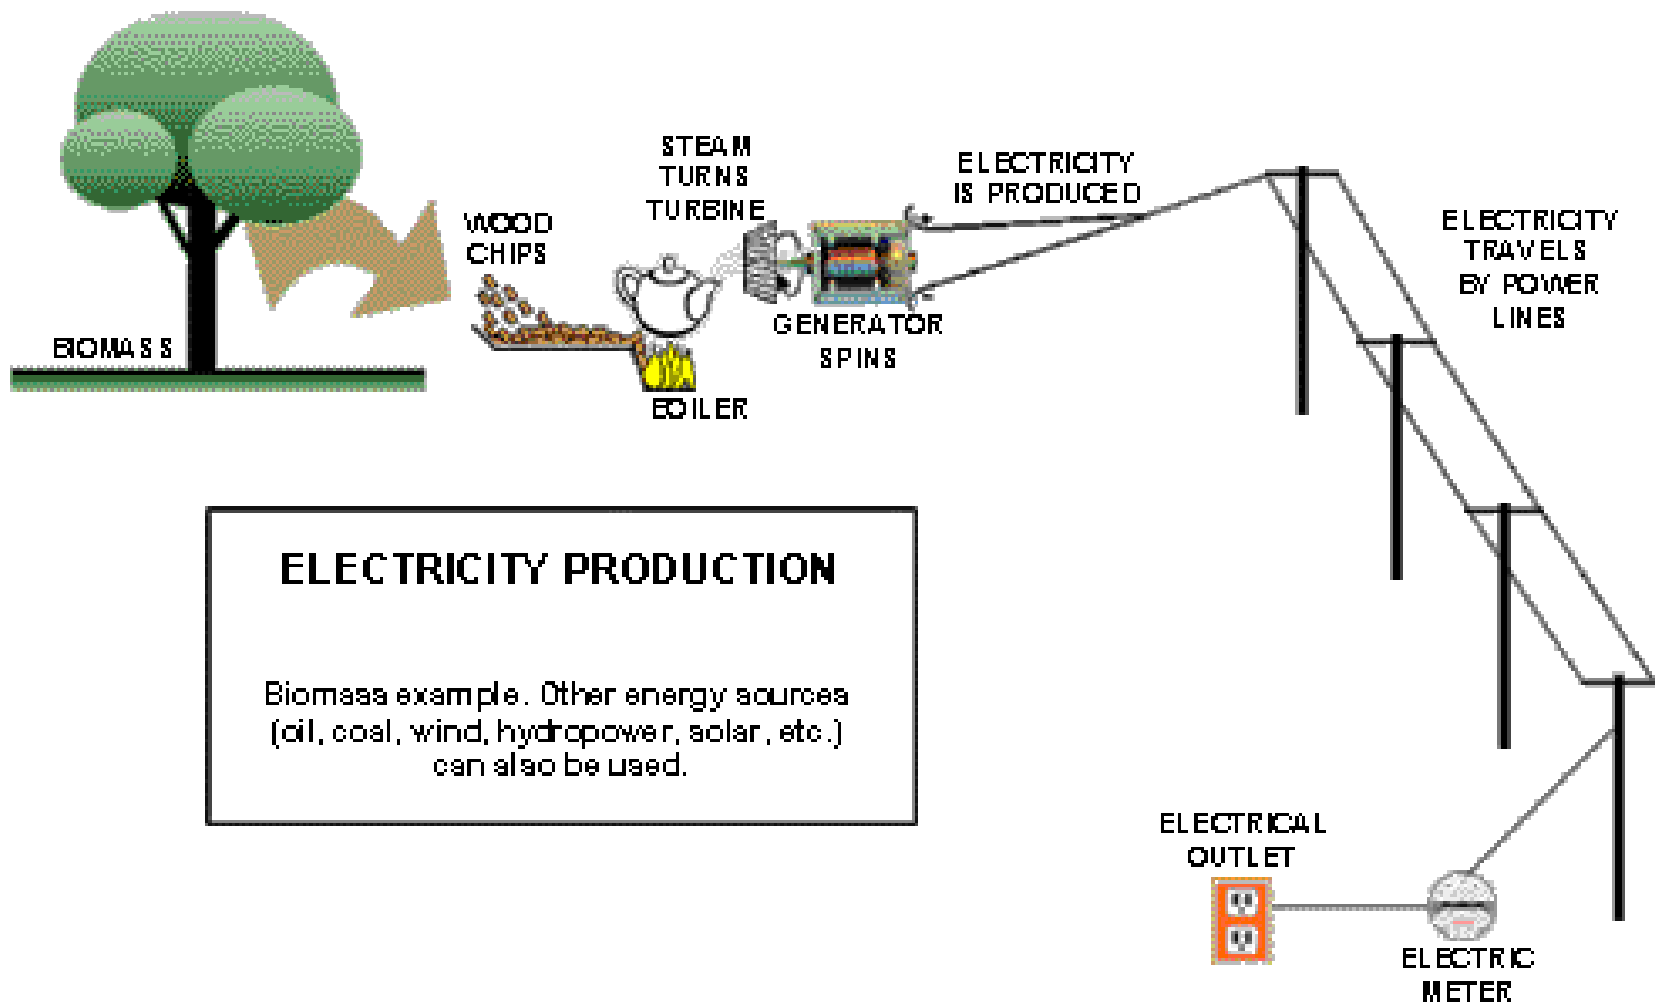 BIOMASS
WOOD
CHIPS
BOILER
STEAM
TURNS
TURBINE
GENERATOR
SPINS
ELECTRICITY
IS PRODUCED
ELECTRICITY
TRAVELS
BY POWER
LINES
ELECTRICAL
OUTLET
ELECTRIC
METER
ELECTRICITY PRODUCTION
Biomass example. Other energy sources
(oil, coal, wind, hydropower, solar, etc.)
can also be used.